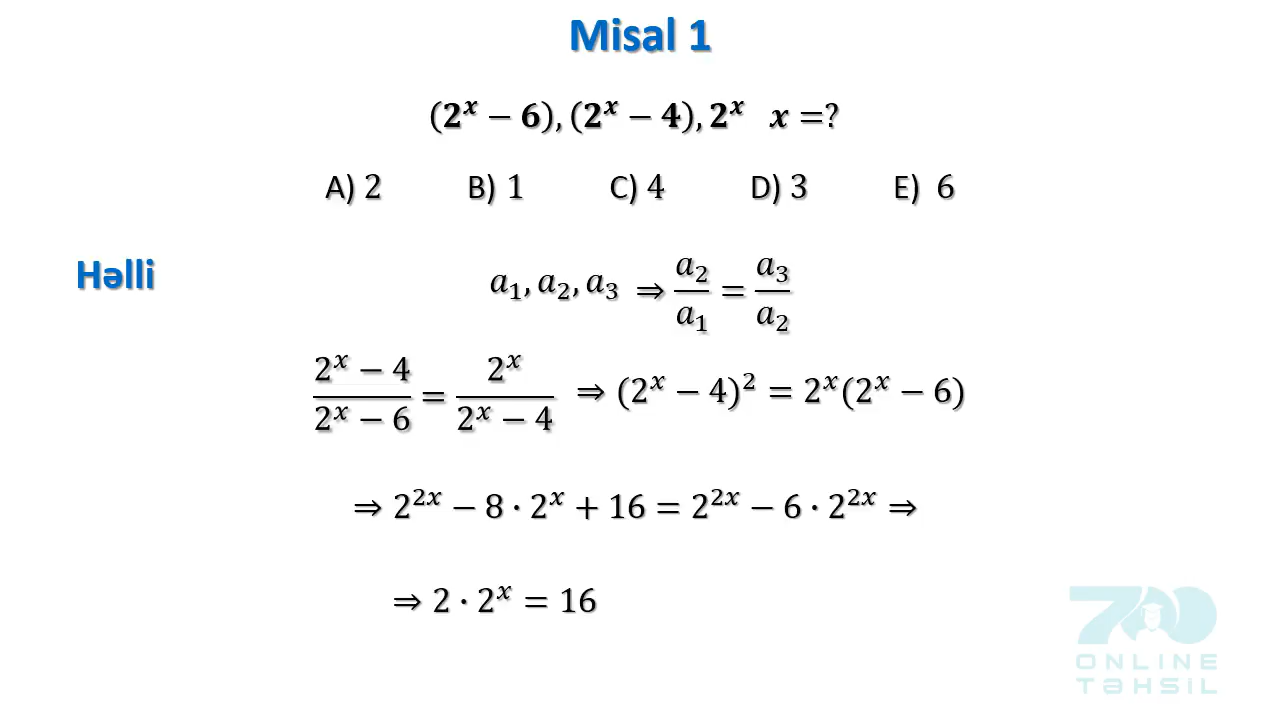 Misal 1
(2^x − 6), (2^x − 4), 2^x x =?
A) 2 B) 1 C) 4 D) 3 E) 6
Həlli
a₁, a₂, a₃ ⇒ a₂/a₁ = a₃/a₂
(2^x − 4)/(2^x − 6) = 2^x/(2^x − 4) ⇒ (2^x − 4)² = 2^x(2^x − 6)
⇒ 2^{2x} − 8 · 2^x + 16 = 2^{2x} − 6 · 2^{2x} ⇒
⇒ 2 · 2^x = 16
700
ONLINE
TƏHSİL